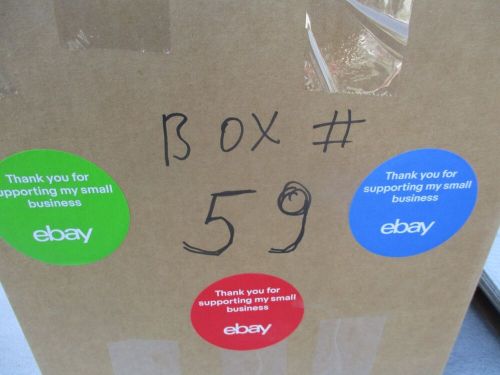 BOX #
59
Thank you for
supporting my small
business
ebay
Thank you for
supporting my small
business
ebay
Thank you for
supporting my small
business
ebay